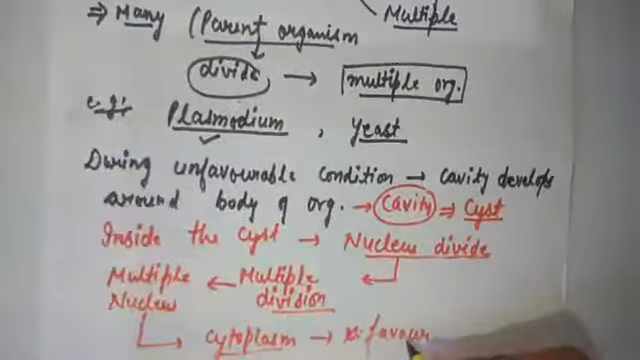 ⇒ Many (Parent organism Multiple
divide → multiple org.
e.g: Plasmodium, Yeast
During unfavourable condition → cavity develops
around body of org. → Cavity ⇒ Cyst
Inside the cyst → Nucleus divide
Multiple ← Multiple
Nucleus division
Cytoplasm → favour